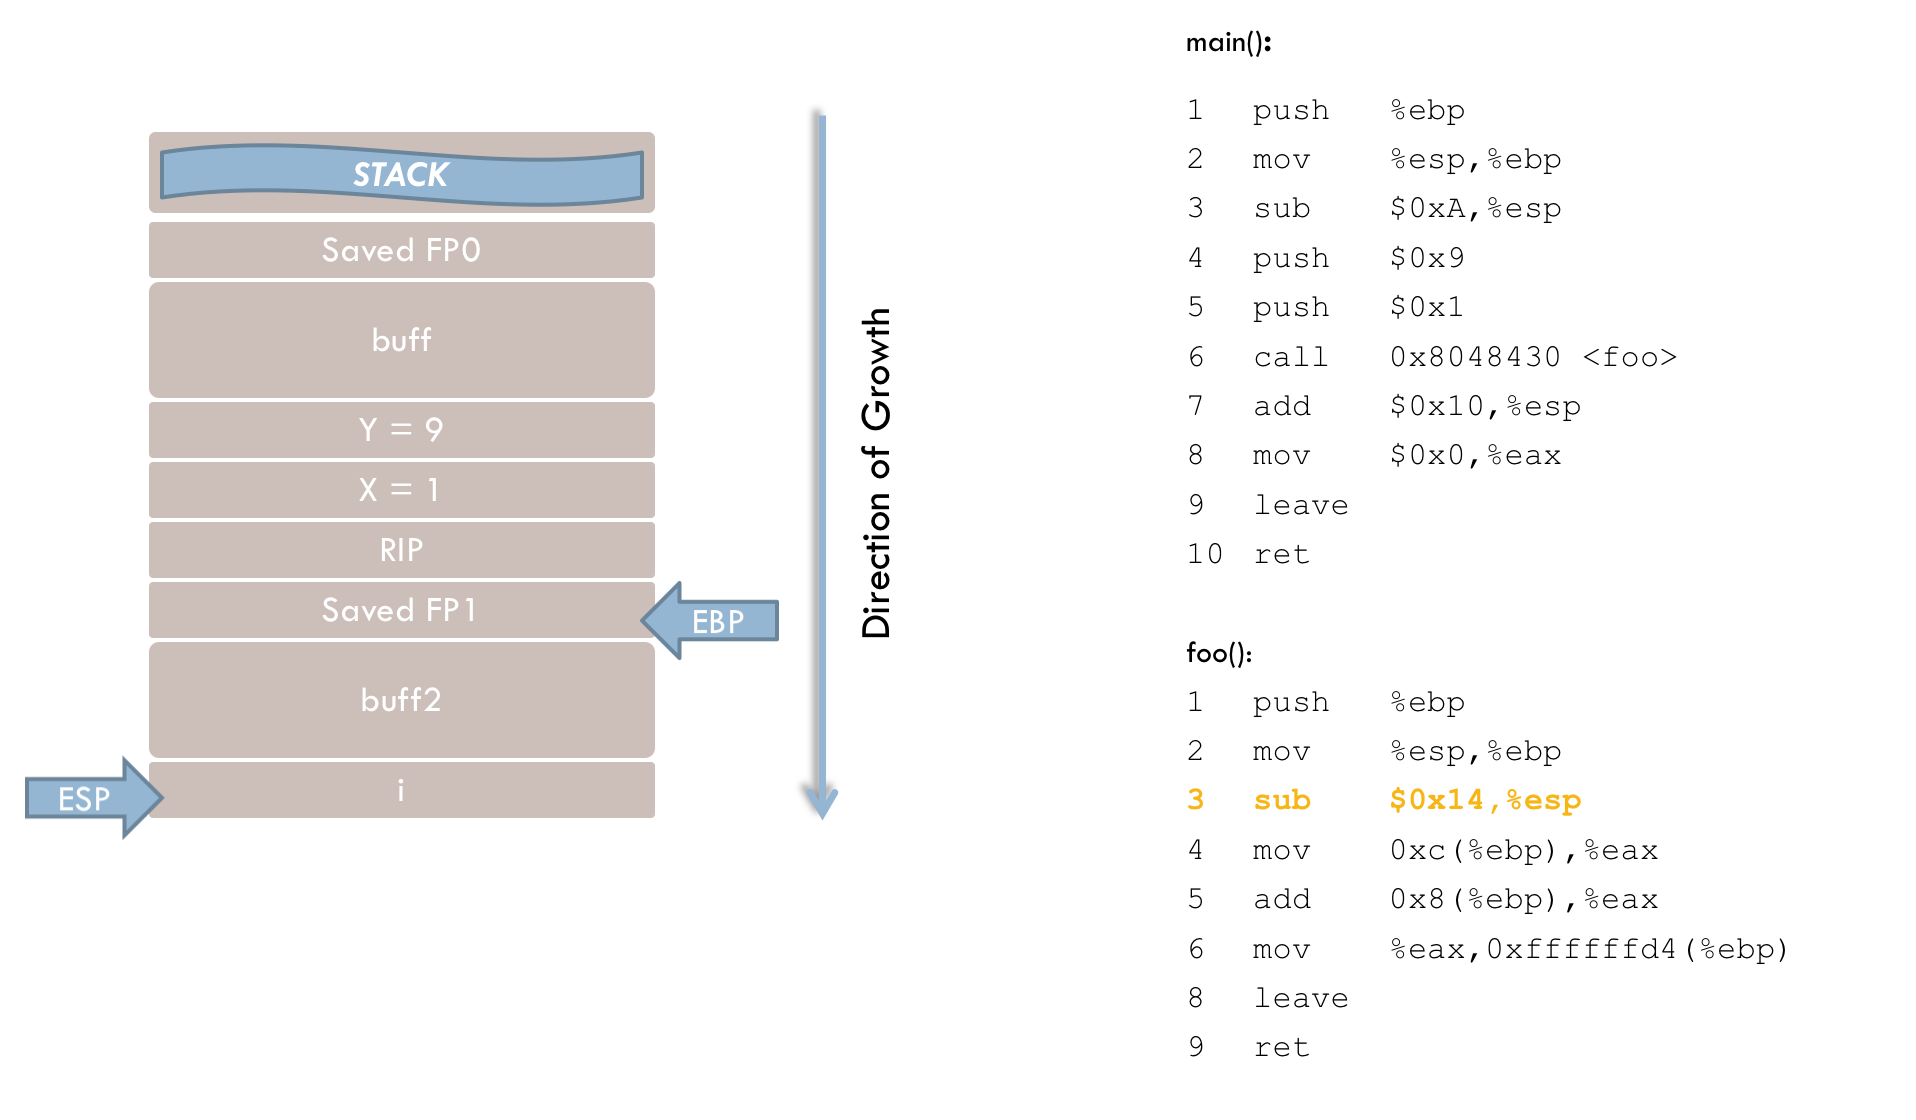 STACK
Saved FP0
buff
Y = 9
X = 1
RIP
Saved FP1
EBP
buff2
ESP
i
Direction of Growth
main():
1 push %ebp
2 mov %esp,%ebp
3 sub $0xA,%esp
4 push $0x9
5 push $0x1
6 call 0x8048430 <foo>
7 add $0x10,%esp
8 mov $0x0,%eax
9 leave
10 ret
foo():
1 push %ebp
2 mov %esp,%ebp
3 sub $0x14,%esp
4 mov 0xc(%ebp),%eax
5 add 0x8(%ebp),%eax
6 mov %eax,0xffffffd4(%ebp)
8 leave
9 ret